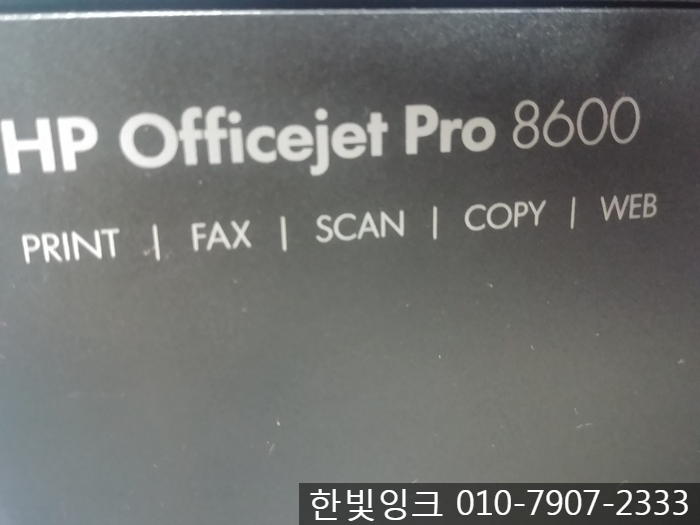 HP Officejet Pro 8600
PRINT | FAX | SCAN | COPY | WEB
한빛잉크 010-7907-2333